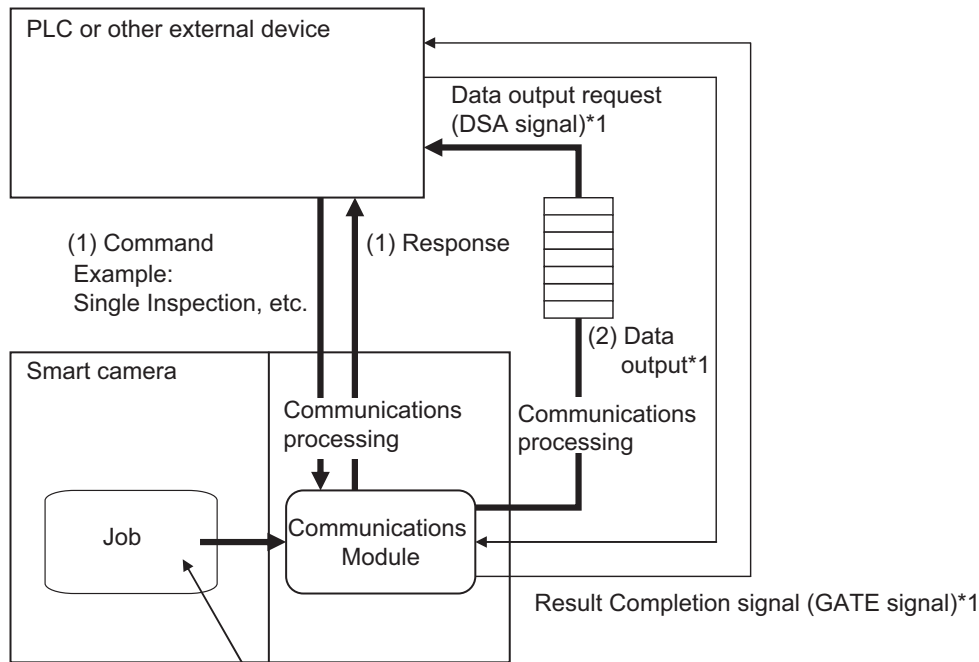 PLC or other external device
Data output request
(DSA signal)*1
(1) Command
Example:
Single Inspection, etc.
(1) Response
(2) Data
output*1
Smart camera
Communications
processing
Communications
processing
Job
Communications
Module
Result Completion signal (GATE signal)*1